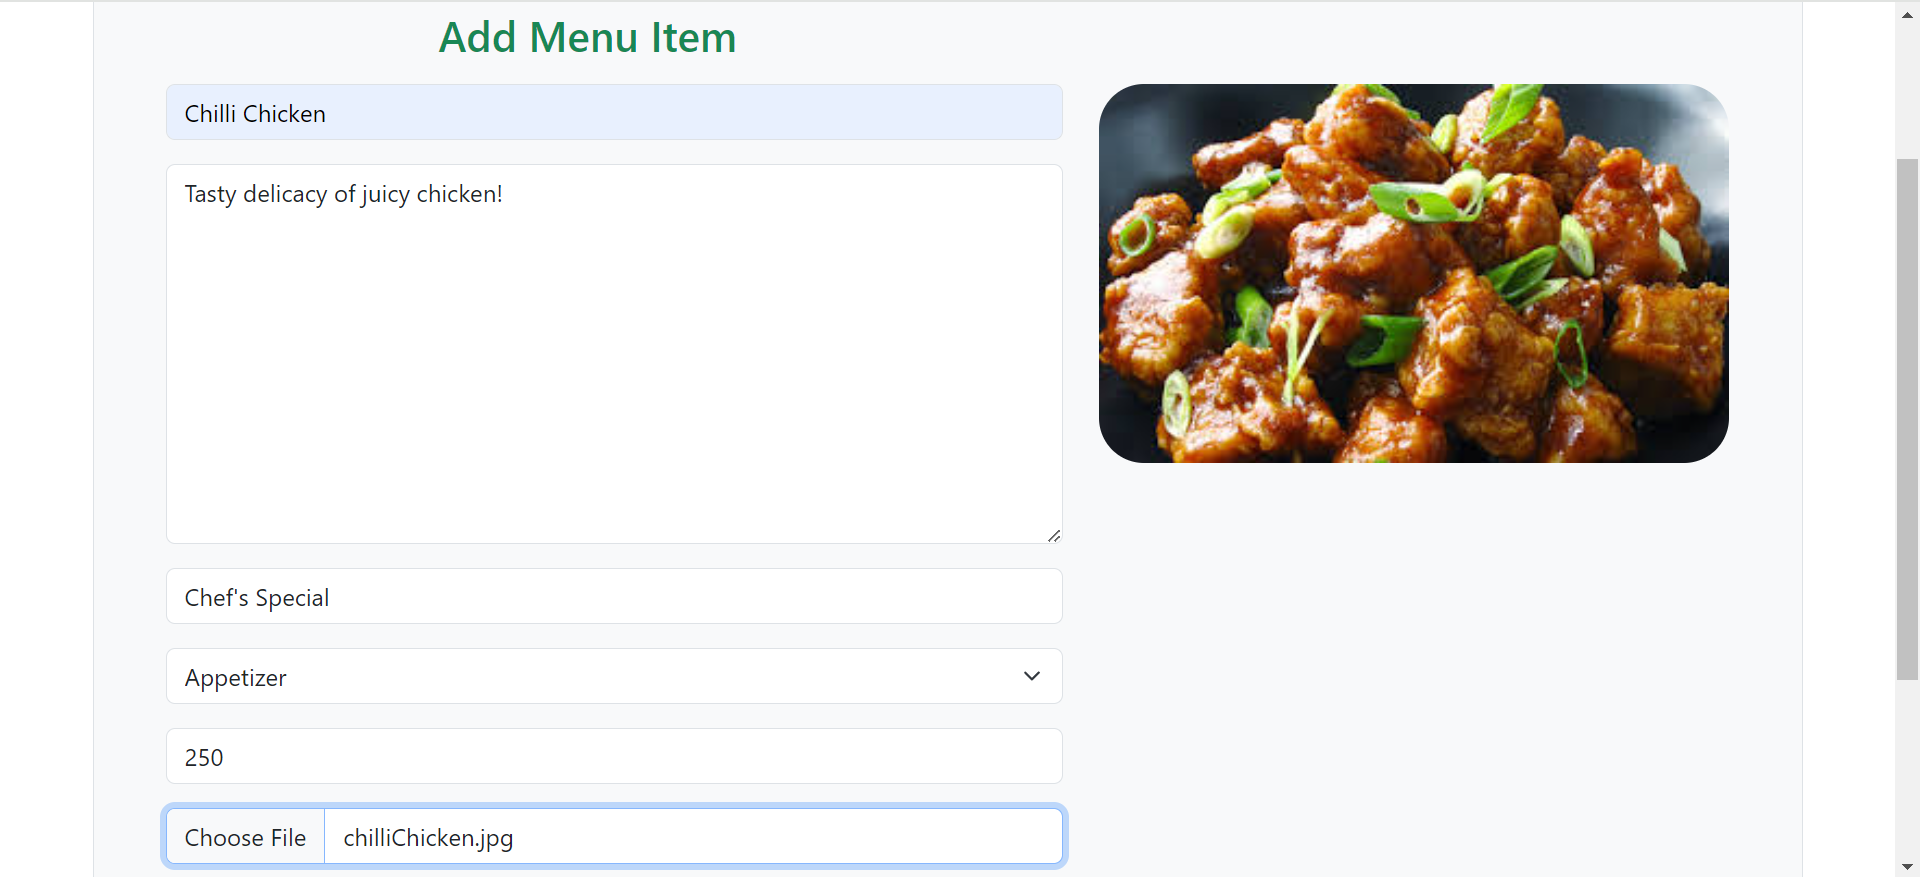 Add Menu Item
Chilli Chicken
Tasty delicacy of juicy chicken!
Chef's Special
Appetizer
250
Choose File chilliChicken.jpg